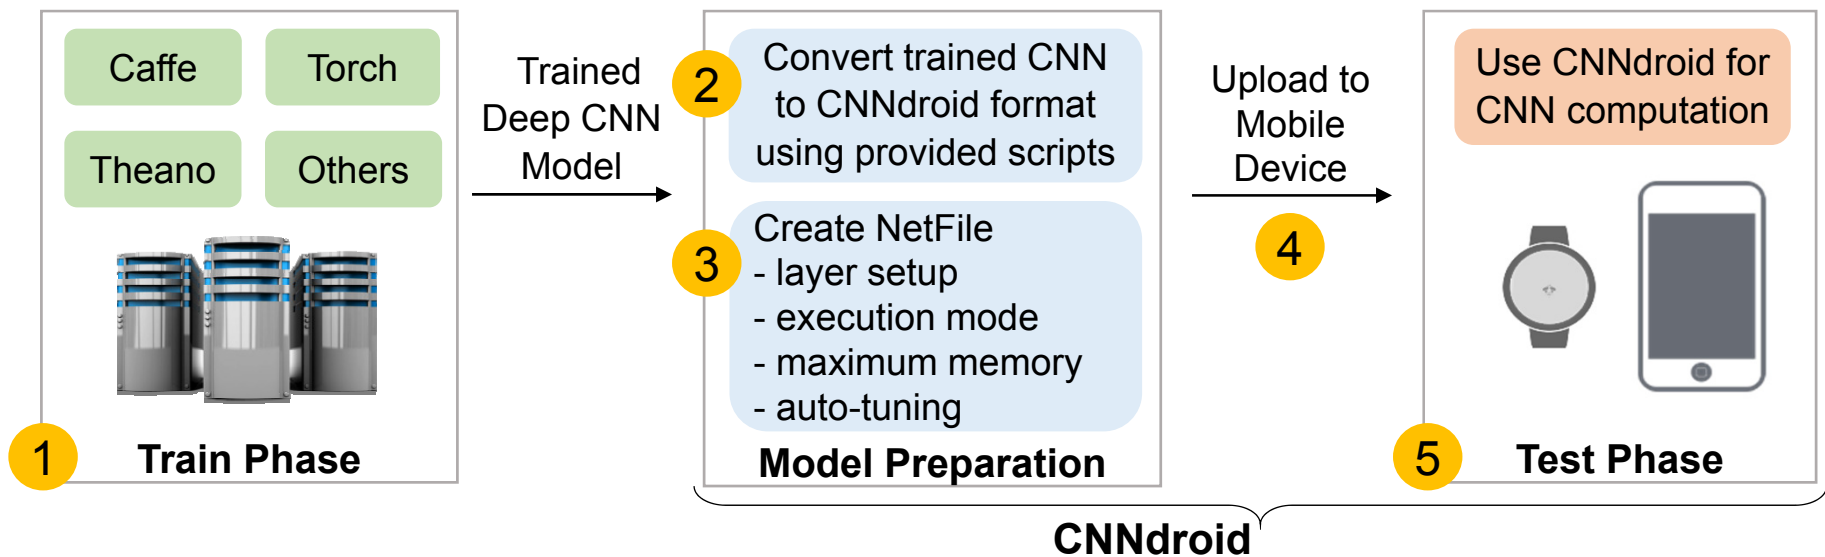 Caffe
Torch
Theano
Others
1
Train Phase
Trained
Deep CNN
Model
2
Convert trained CNN
to CNNdroid format
using provided scripts
3
Create NetFile
- layer setup
- execution mode
- maximum memory
- auto-tuning
Model Preparation
Upload to
Mobile
Device
4
Use CNNdroid for
CNN computation
5
Test Phase
CNNdroid